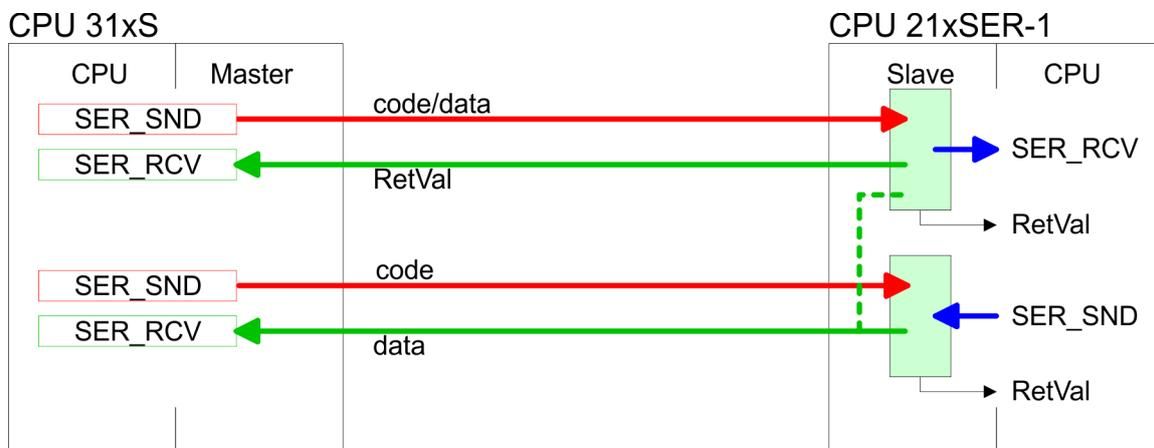 CPU 31xS
CPU 21xSER-1
CPU
Master
Slave
CPU
SER_SND
code/data
SER_RCV
SER_RCV
RetVal
RetVal
SER_SND
code
SER_SND
SER_RCV
data
RetVal